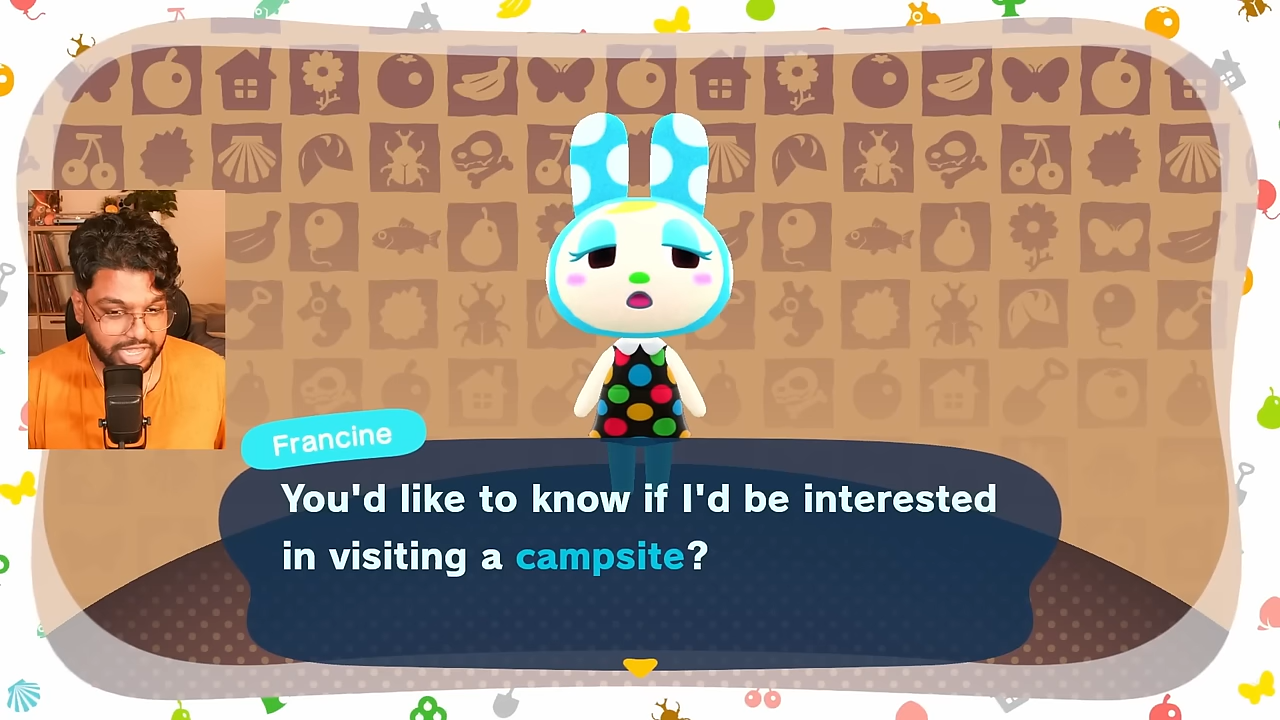 Francine
You'd like to know if I'd be interested
in visiting a campsite?